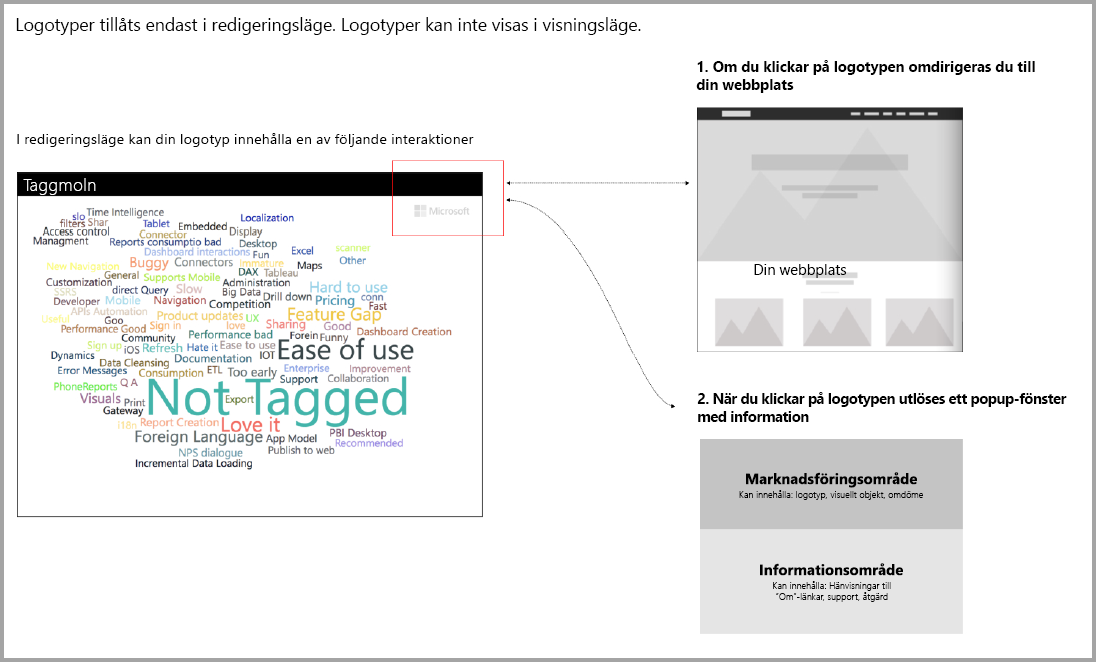 Logotyper tillåts endast i redigeringsläge. Logotyper kan inte visas i visningsläge.
I redigeringsläge kan din logotyp innehålla en av följande interaktioner
Taggmoln
Microsoft
slo Time Intelligence
filters Shar Tablet Embedded Localization
Access control Connector Display
Managment Reports consumptio bad Desktop
Dashboard interactions Fun Excel scanner
New Navigation Buggy Connectors Immature Maps Other
General Supports Mobile DAX Tableau
Customization Administration
SSRS direct Query Slow Big Data Drill down Hard to use
Developer Mobile Navigation Competition Pricing conn
APIs Automation Fast
Useful Goo Product updates UX Feature Gap
Performance Good Sign in love Sharing Good Dashboard Creation
Community Performance bad Forein Funny
Sign up iOS Refresh Hate it Ease to use Ease of use
Dynamics Documentation IOT
Data Cleansing
Error Messages Consumption ETL Too early Enterprise Improvement
PhoneReports Q A Support Collaboration
Visuals Print Not Tagged
Gateway Export
i18n Report Creation Love it
Foreign Language App Model PBI Desktop
NPS dialogue Publish to web Recommended
Incremental Data Loading
1. Om du klickar på logotypen omdirigeras du till
din webbplats
Din webbplats
2. När du klickar på logotypen utlöses ett popup-fönster
med information
Marknadsföringsområde
Kan innehålla: logotyp, visuellt objekt, omdöme
Informationsområde
Kan innehålla: Hänvisningar till
"Om"-länkar, support, åtgärd